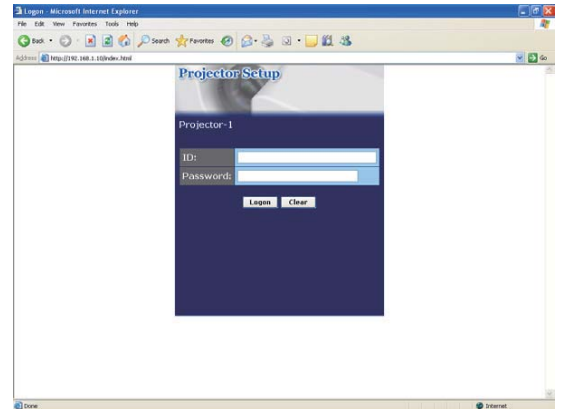 Logon - Microsoft Internet Explorer
File Edit View Favorites Tools Help
Back Search Favorites
Address http://192.168.1.10/index.html Go
Projector Setup
Projector-1
ID:
Password:
Logon Clear
Done Internet